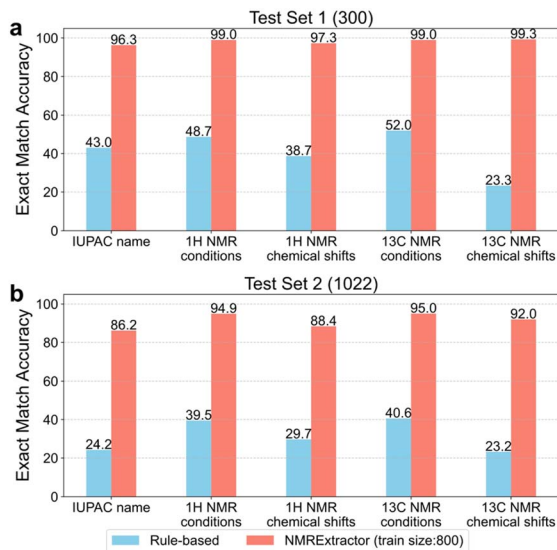 a
Test Set 1 (300)
Exact Match Accuracy
100
80
60
40
20
0
43.0
96.3
48.7
99.0
38.7
97.3
52.0
99.0
23.3
99.3
IUPAC name
1H NMR
conditions
1H NMR
chemical shifts
13C NMR
conditions
13C NMR
chemical shifts
b
Test Set 2 (1022)
Exact Match Accuracy
100
80
60
40
20
0
24.2
86.2
39.5
94.9
29.7
88.4
40.6
95.0
23.2
92.0
IUPAC name
1H NMR
conditions
1H NMR
chemical shifts
13C NMR
conditions
13C NMR
chemical shifts
Rule-based
NMRExtractor (train size:800)